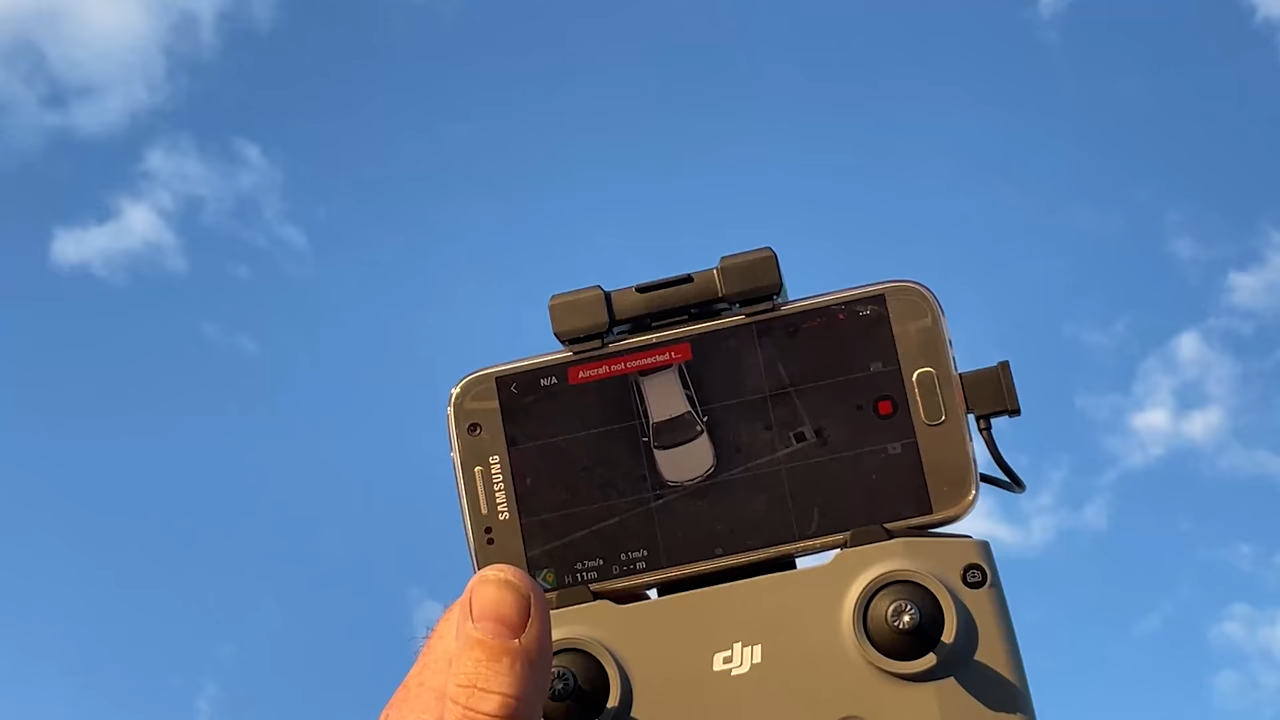 N/A
Aircraft not connected t...
SAMSUNG
-0.7m/s
0.1m/s
H 11m
D - - m
dji